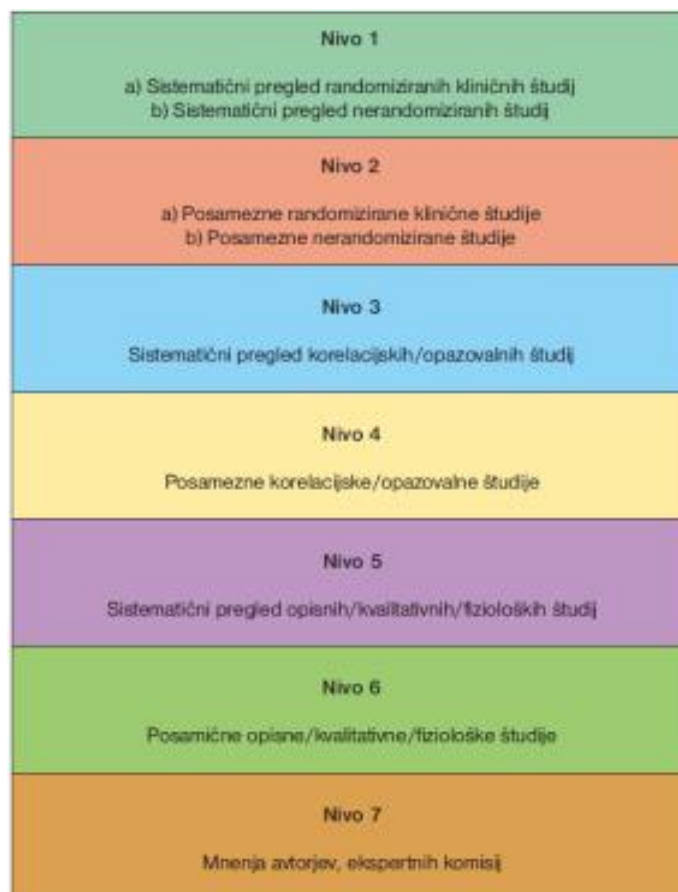 Nivo 1
a) Sistematični pregled randomiziranih kliničnih študij
b) Sistematični pregled nerandomiziranih študij
Nivo 2
a) Posamezne randomizirane klinične študije
b) Posamezne nerandomizirane študije
Nivo 3
Sistematični pregled korelacijskih/opazovalnih študij
Nivo 4
Posamezne korelacijske/opazovalne študije
Nivo 5
Sistematični pregled opisnih/kvalitativnih/fizioloških študij
Nivo 6
Posamične opisne/kvalitativne/fiziološke študije
Nivo 7
Mnenja avtorjev, ekspertnih komisij